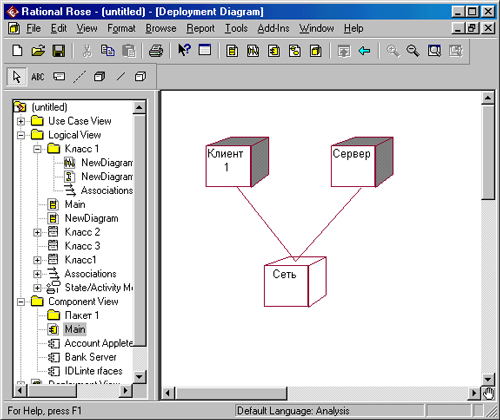 Rational Rose - (untitled) - [Deployment Diagram]
File Edit View Format Browse Report Tools Add-Ins Window Help
ABC
(untitled)
Use Case View
Logical View
Класс 1
NewDiagram
NewDiagram
Associations
Main
NewDiagram
Класс 2
Класс 3
Класс1
Associations
State/Activity Mo
Component View
Пакет 1
Main
Account Applete
Bank Server
IDLinte rfaces
Deployment View
Клиент
1
Сервер
Сеть
For Help, press F1
Default Language: Analysis